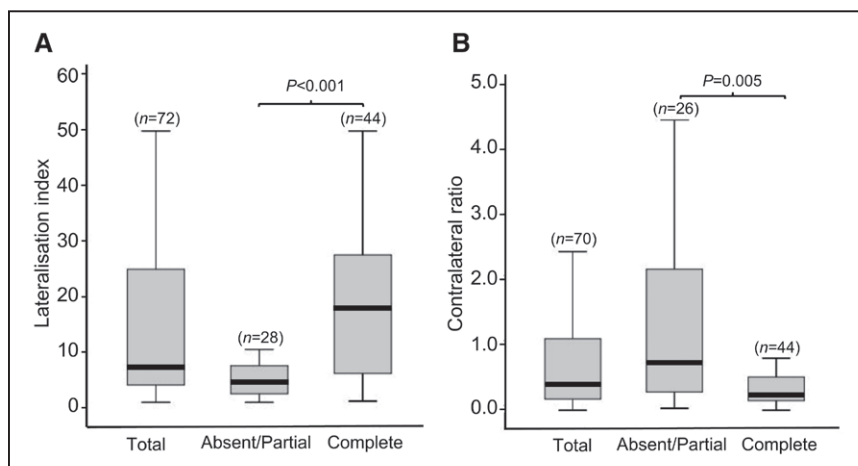 A
Lateralisation index
60
50
40
30
20
10
0
P<0.001
(n=72)
(n=28)
(n=44)
Total Absent/Partial Complete
B
Contralateral ratio
5.0
4.0
3.0
2.0
1.0
0.0
P=0.005
(n=70)
(n=26)
(n=44)
Total Absent/Partial Complete